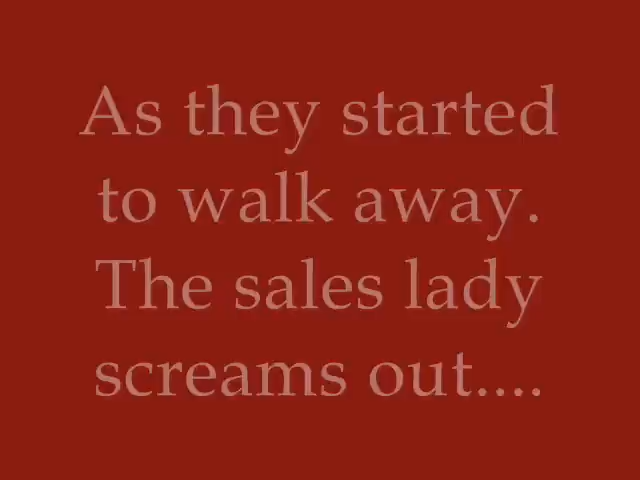 As they started
to walk away.
The sales lady
screams out....